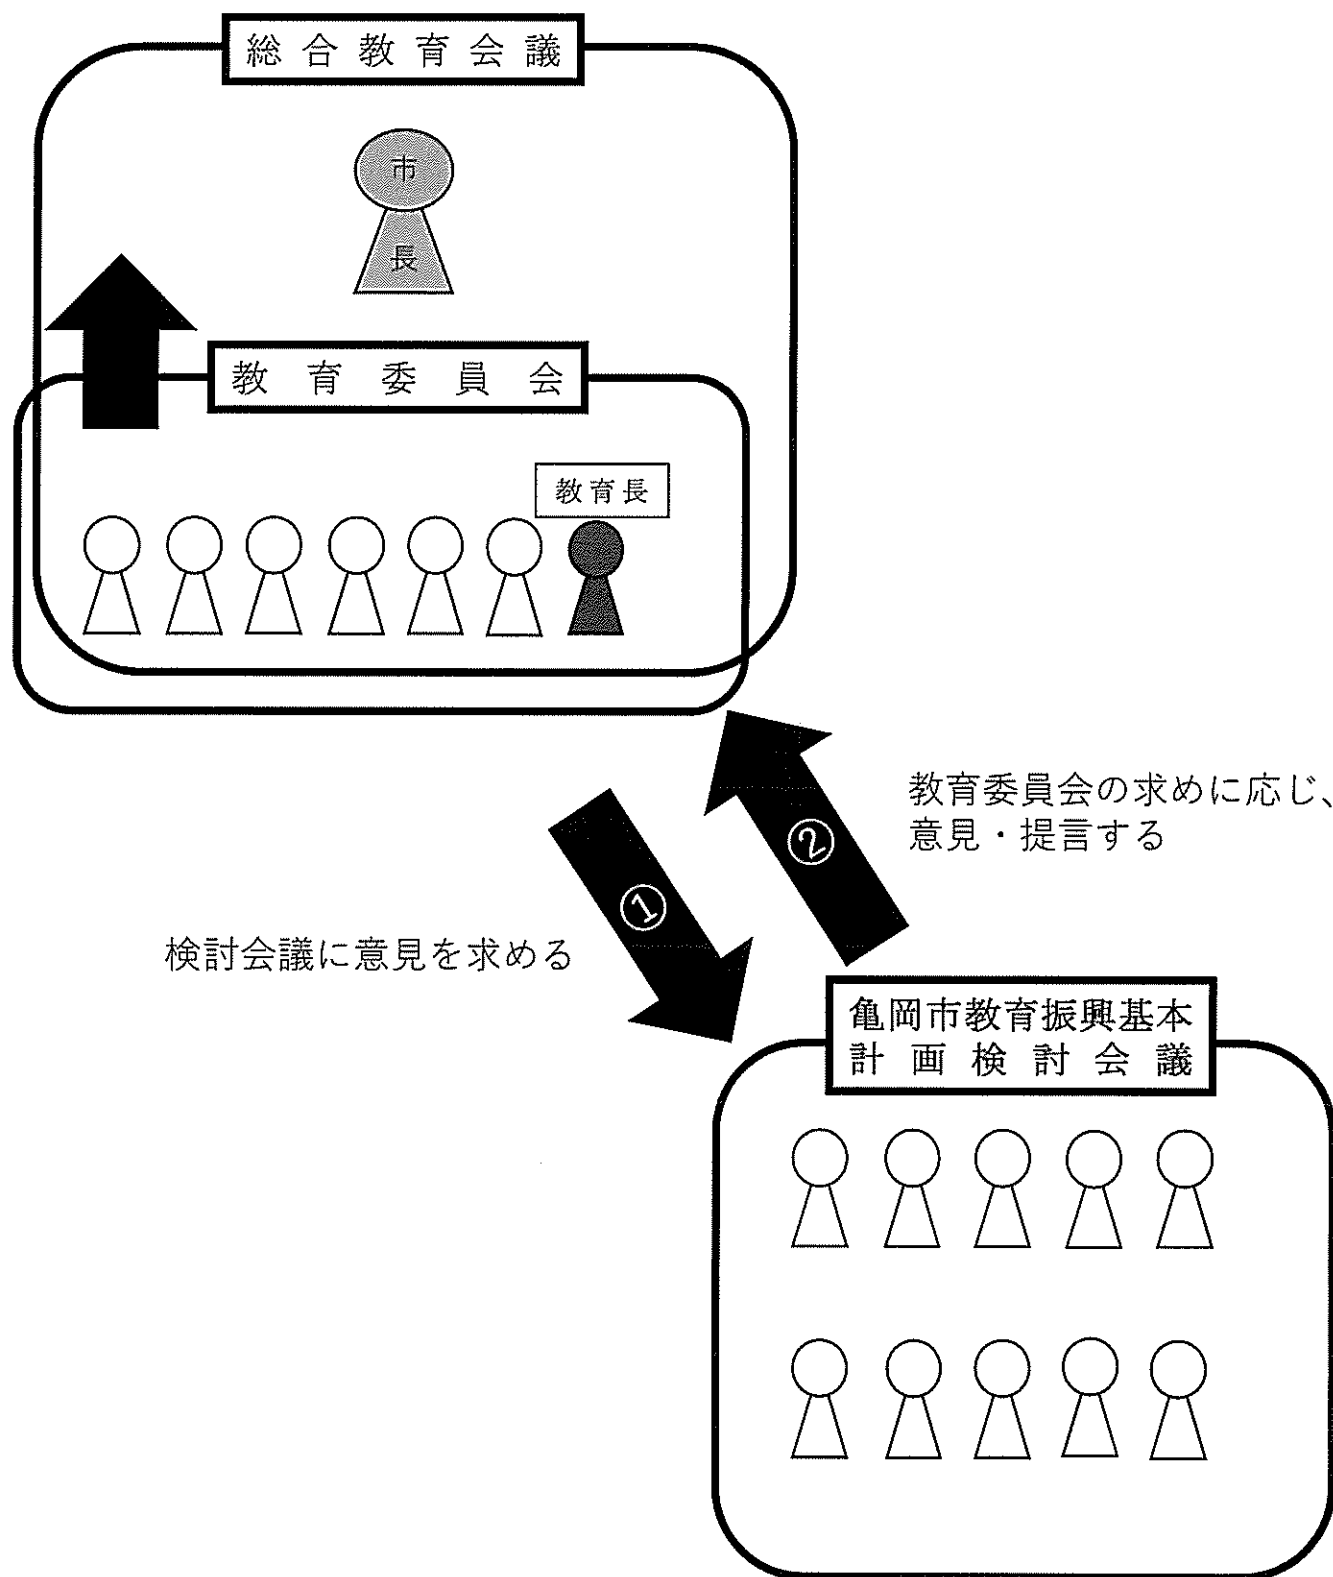 総合教育会議
市
長
教育委員会
教育長
教育委員会の求めに応じ、
意見・提言する
②
①
検討会議に意見を求める
亀岡市教育振興基本
計画検討会議